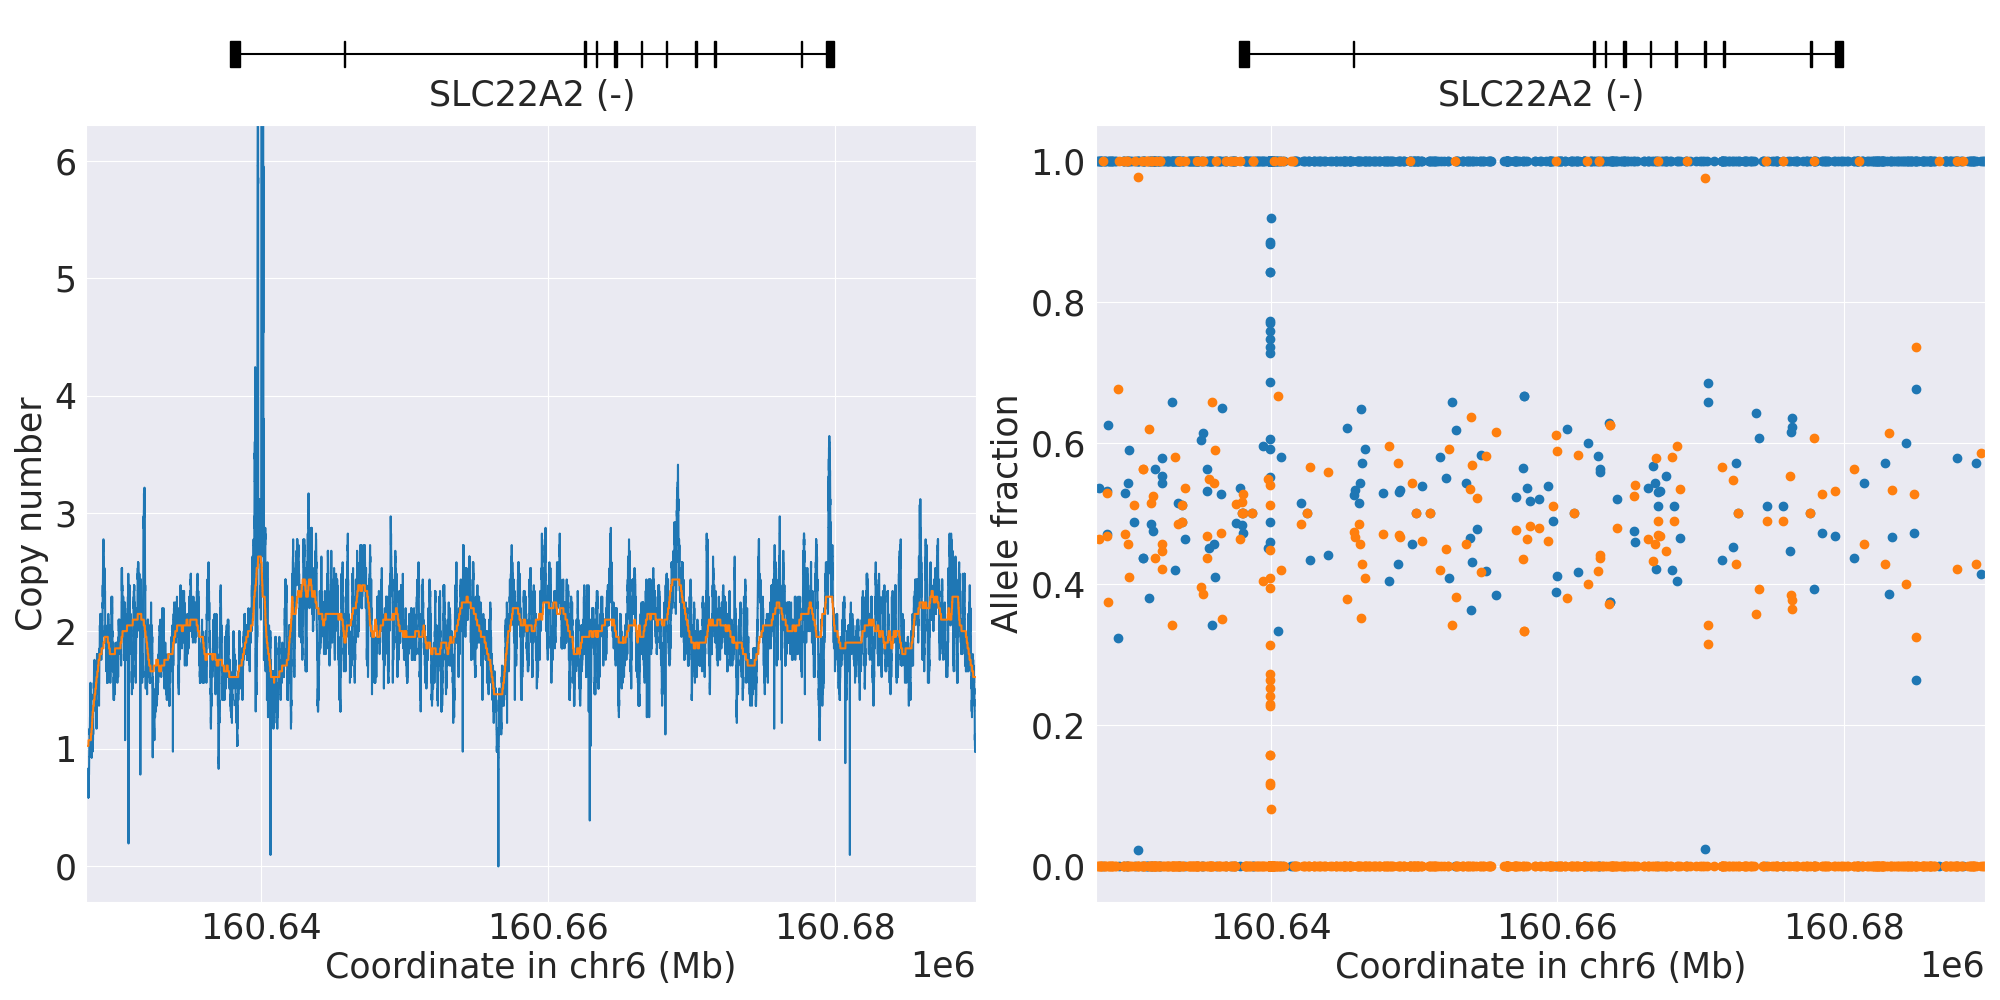 SLC22A2 (-)
Copy number
6
5
4
3
2
1
0
160.64
160.66
160.68
Coordinate in chr6 (Mb)
1e6
SLC22A2 (-)
Allele fraction
1.0
0.8
0.6
0.4
0.2
0.0
160.64
160.66
160.68
Coordinate in chr6 (Mb)
1e6